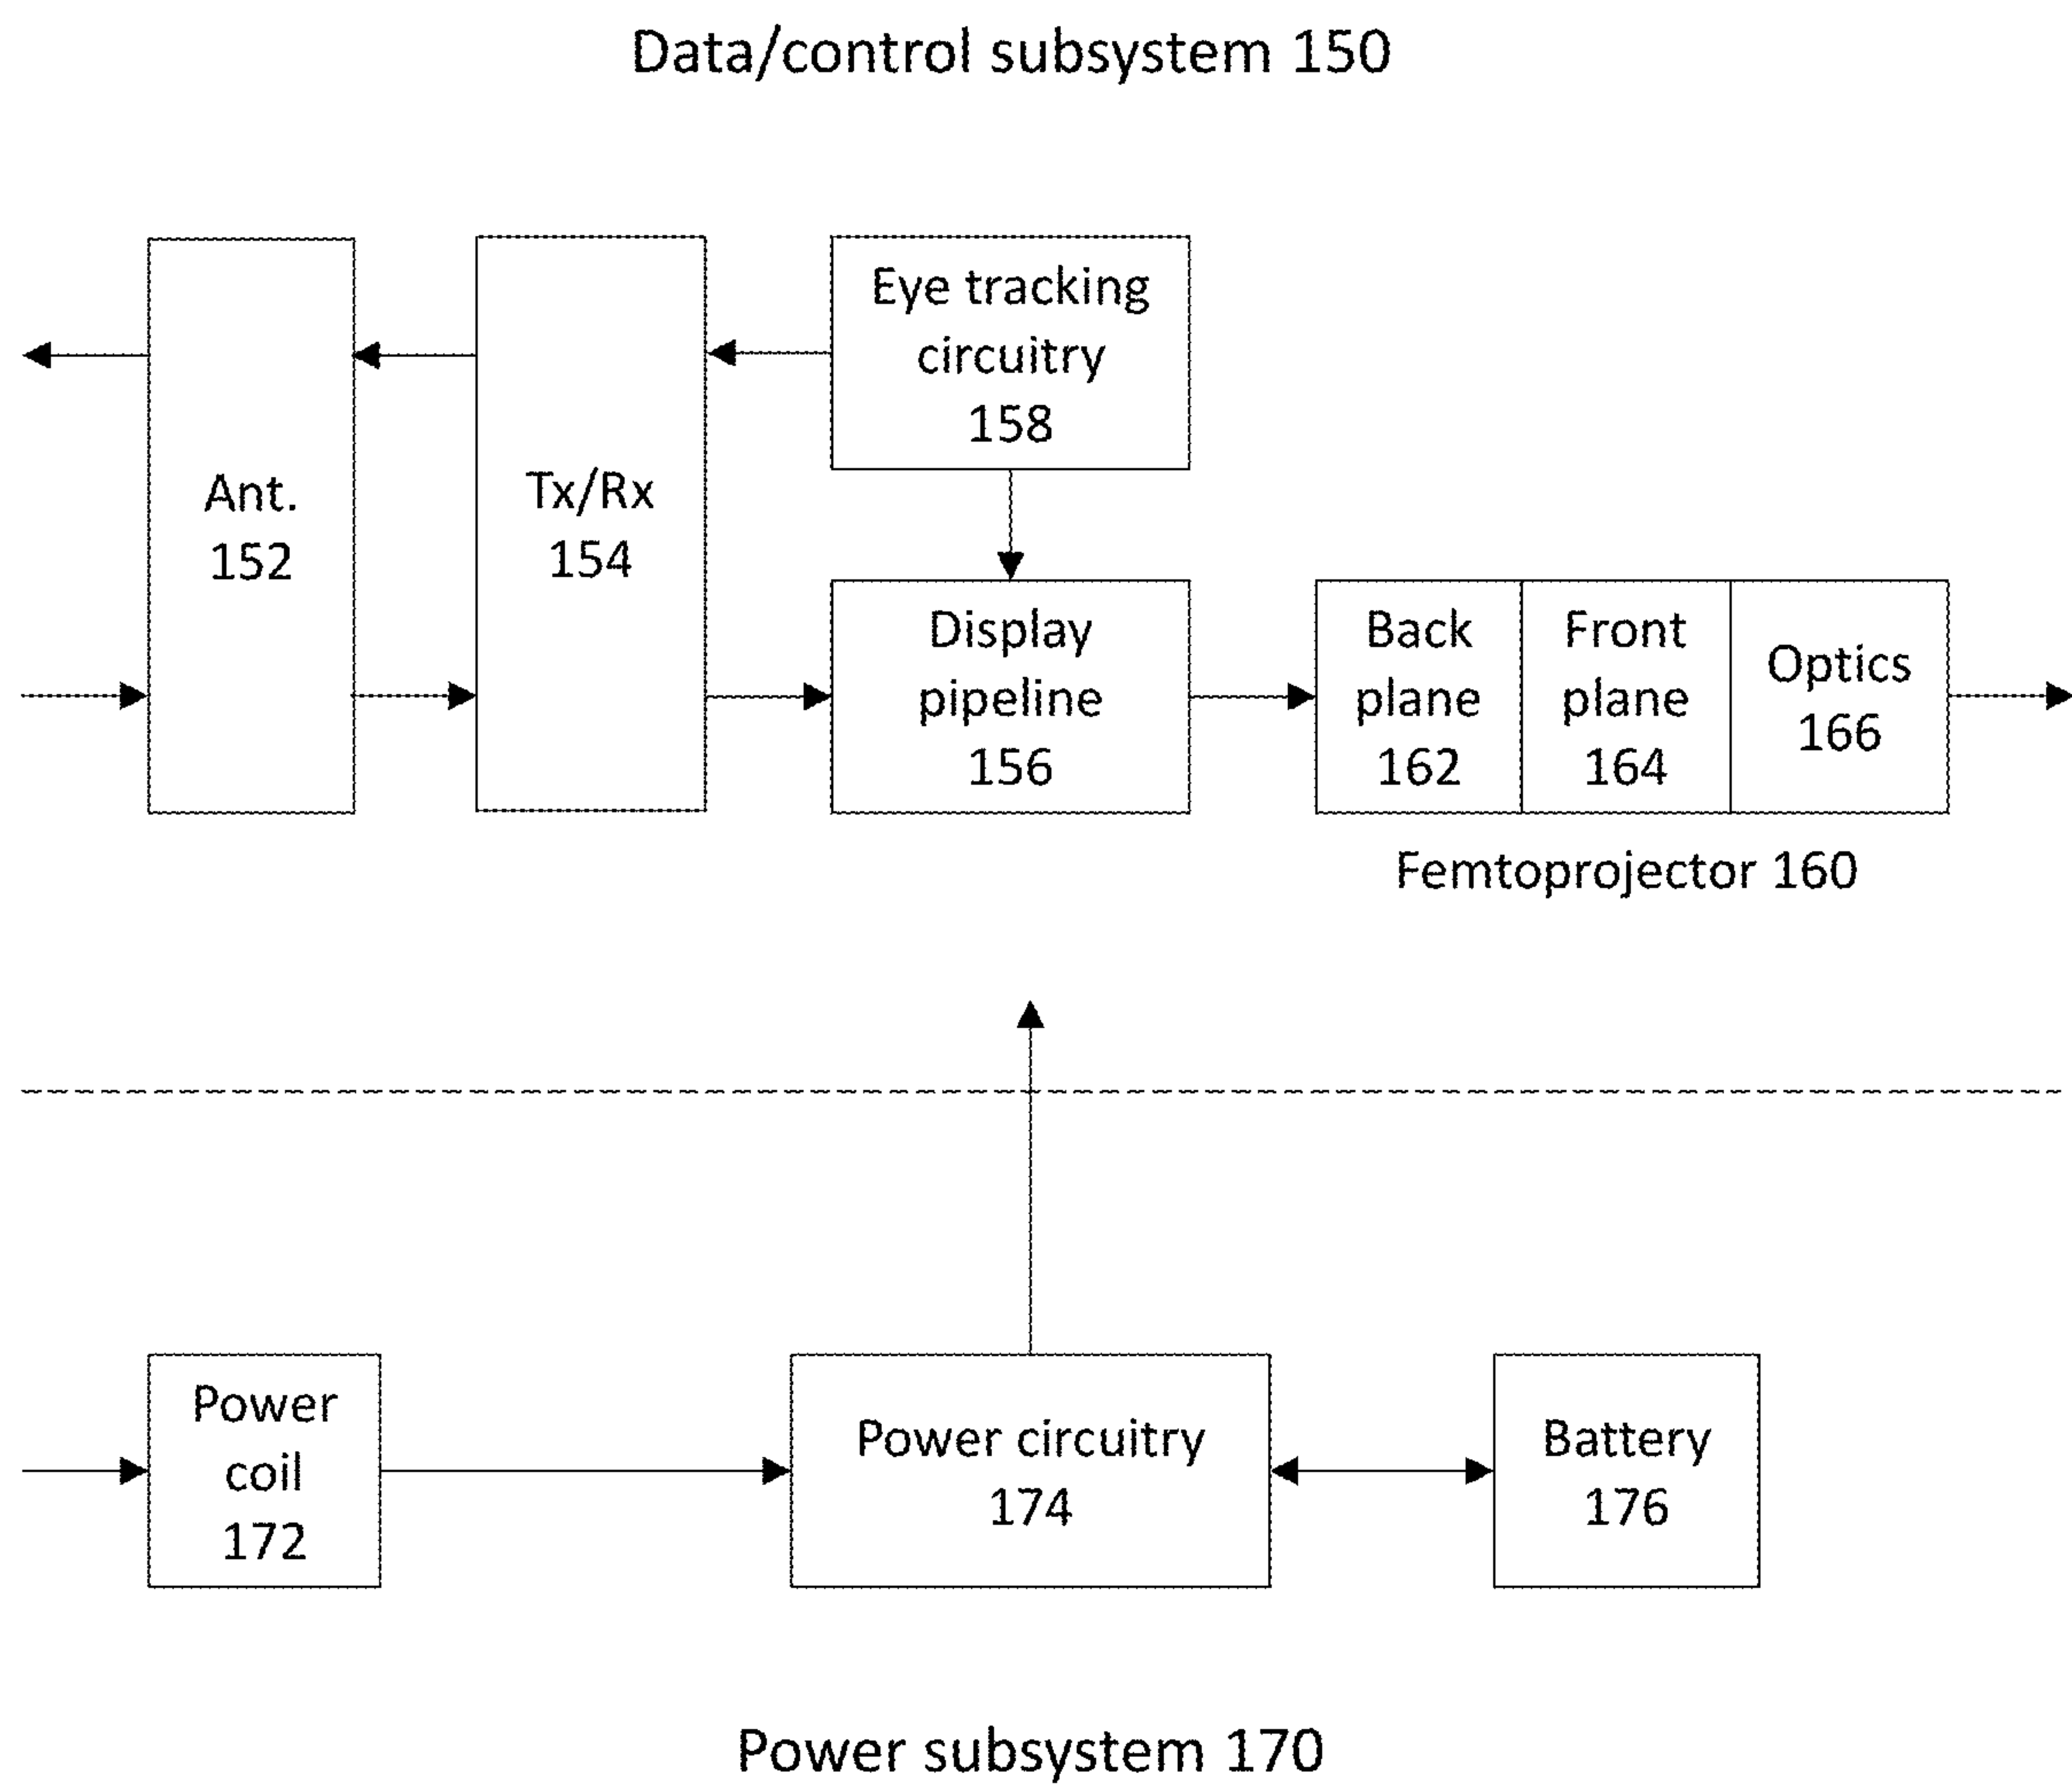 Data/control subsystem 150
Ant.
152
Tx/Rx
154
Eye tracking
circuitry
158
Display
pipeline
156
Back
plane
162
Front
plane
164
Optics
166
Femtoprojector 160
Power
coil
172
Power circuitry
174
Battery
176
Power subsystem 170